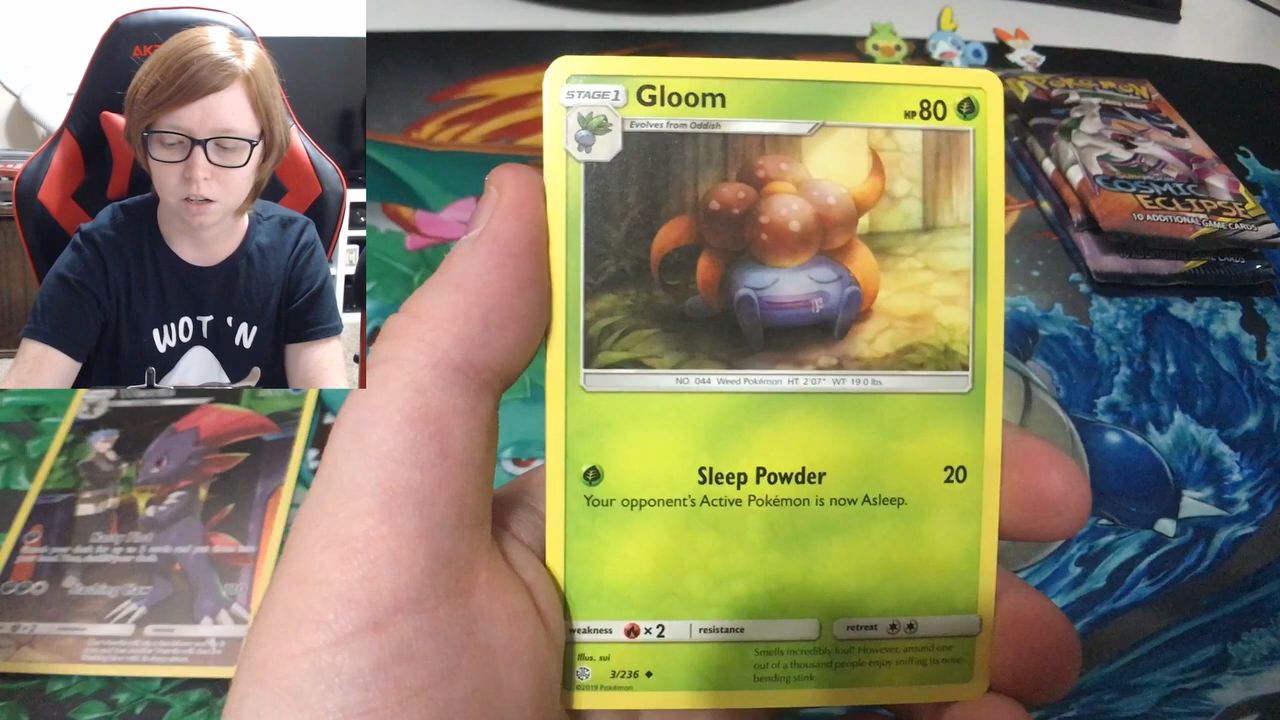 AK
WOT 'N
STAGE 1
Gloom
HP 80
Evolves from Oddish
NO. 044 Weed Pokémon HT: 2'07" WT: 19.0 lbs.
Sleep Powder 20
Your opponent's Active Pokémon is now Asleep.
weakness ×2 resistance retreat
Illus. sui
3/236
©2019 Pokémon
Smells incredibly foul! However, around one
out of a thousand people enjoy sniffing its nose-
bending stink.
POKÉMON
COSMIC
ECLIPSE
10 ADDITIONAL GAME CARDS